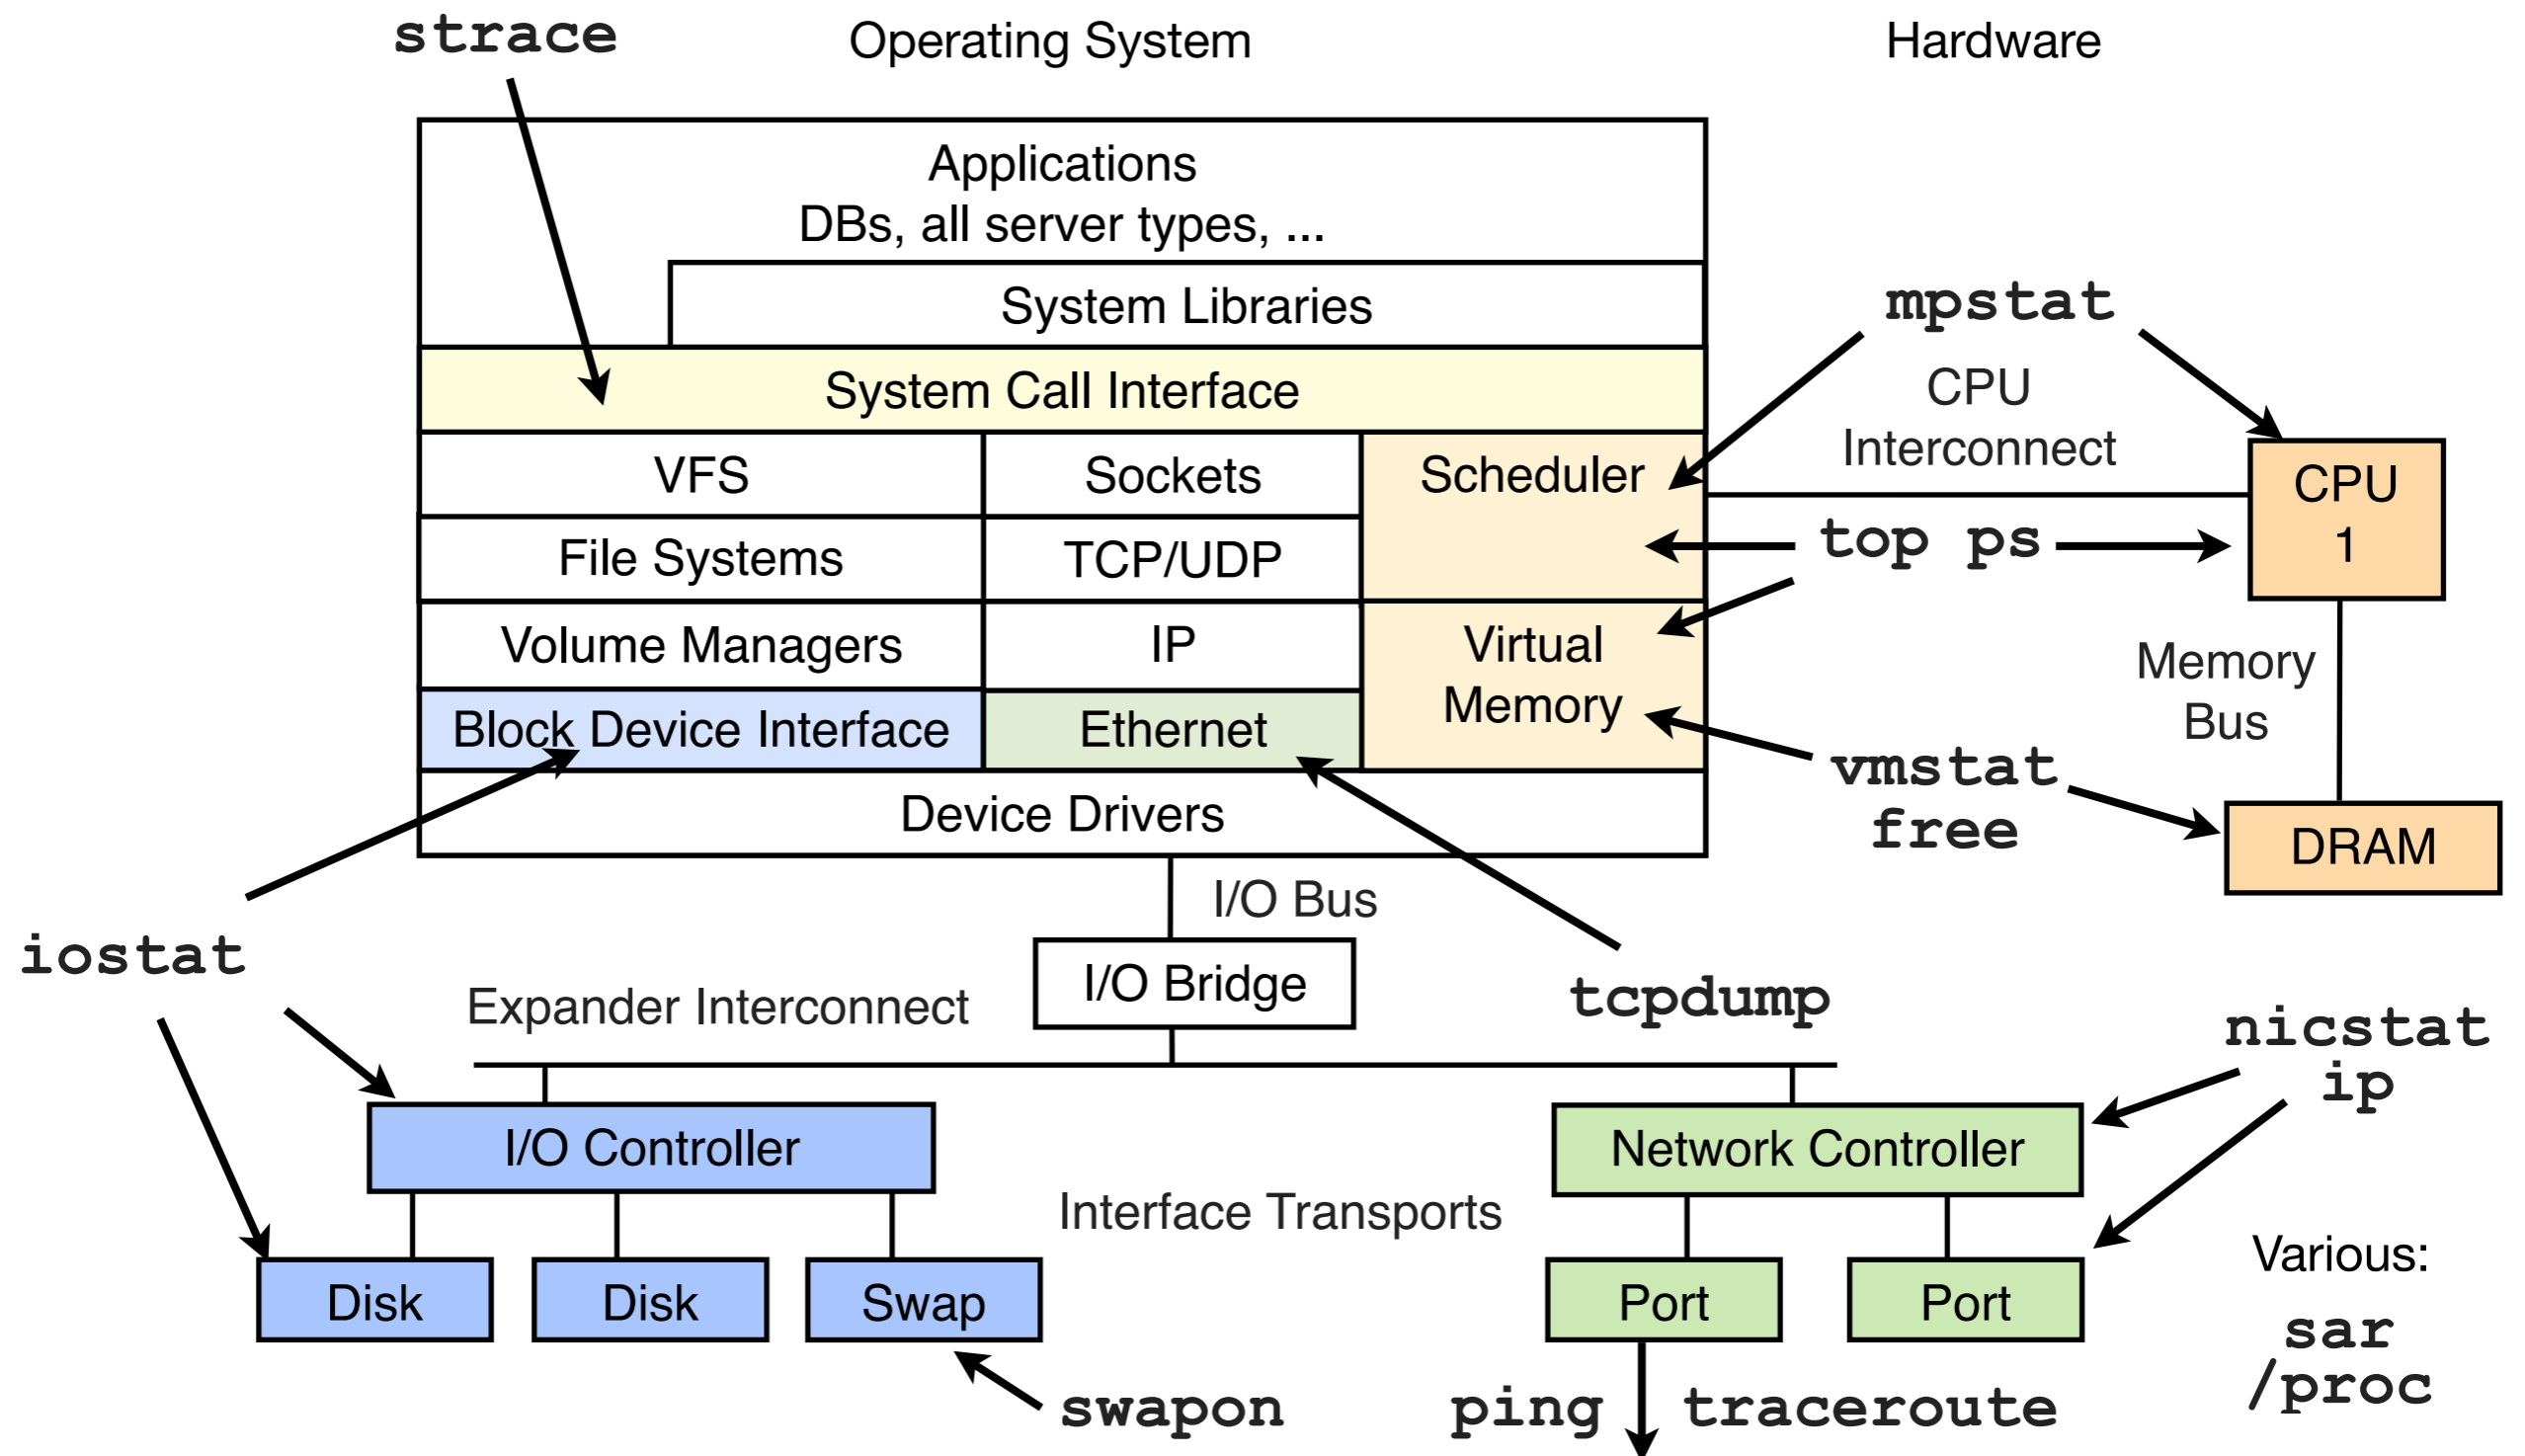 strace
Operating System
Hardware
Applications
DBs, all server types, ...
System Libraries
mpstat
System Call Interface
CPU
Interconnect
VFS
Sockets
Scheduler
CPU
1
File Systems
TCP/UDP
top ps
Volume Managers
IP
Virtual
Memory
Memory
Bus
Block Device Interface
Ethernet
vmstat
free
Device Drivers
DRAM
I/O Bus
iostat
I/O Bridge
Expander Interconnect
tcpdump
nicstat
ip
I/O Controller
Network Controller
Interface Transports
Disk
Disk
Swap
Port
Port
Various:
sar
/proc
swapon
ping
traceroute